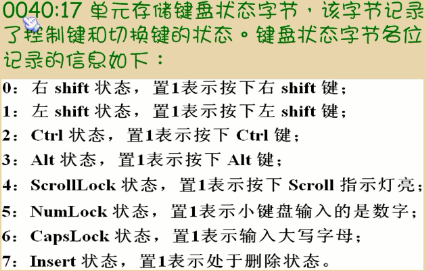 0040:17 单元存储键盘状态字节，该字节记录
了控制键和切换键的状态。键盘状态字节各位
记录的信息如下：
0：右 shift 状态，置1表示按下右 shift 键；
1：左 shift 状态，置1表示按下左 shift 键；
2：Ctrl 状态，置1表示按下 Ctrl 键；
3：Alt 状态，置1表示按下 Alt 键；
4：ScrollLock 状态，置1表示按下 Scroll 指示灯亮；
5：NumLock 状态，置1表示小键盘输入的是数字；
6：CapsLock 状态，置1表示输入大写字母；
7：Insert 状态，置1表示处于删除状态。